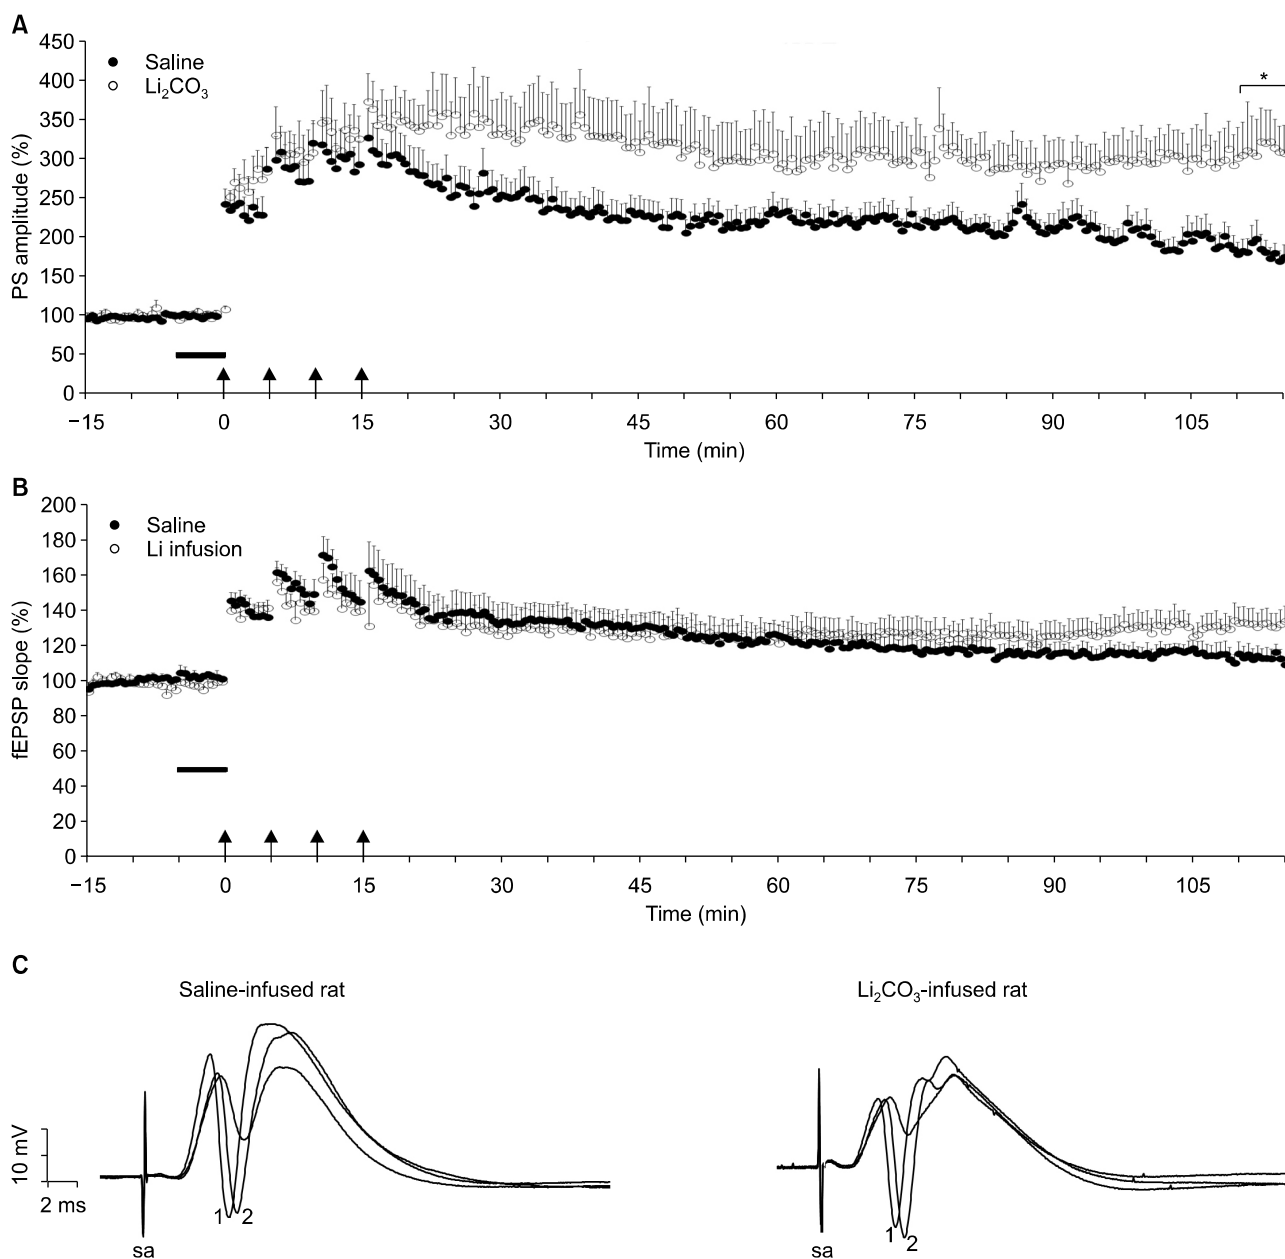 A
450
400
350
300
250
200
150
100
50
0
PS amplitude (%)
Saline
Li₂CO₃
*
−15 0 15 30 45 60 75 90 105
Time (min)
B
200
180
160
140
120
100
80
60
40
20
0
fEPSP slope (%)
Saline
Li infusion
−15 0 15 30 45 60 75 90 105
Time (min)
C
Saline-infused rat
Li₂CO₃-infused rat
10 mV
2 ms
sa
1 2
sa
1 2